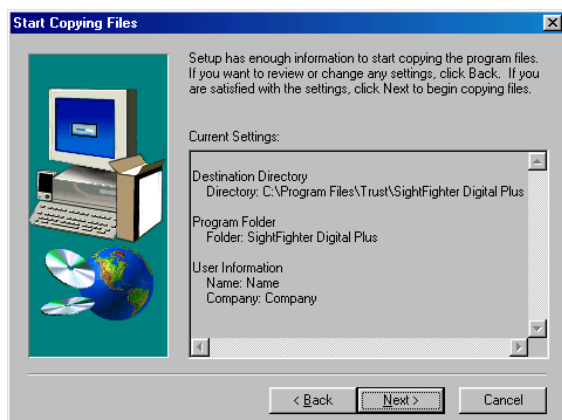 Start Copying Files
Setup has enough information to start copying the program files.
If you want to review or change any settings, click Back. If you
are satisfied with the settings, click Next to begin copying files.
Current Settings:
Destination Directory
Directory: C:\Program Files\Trust\SightFighter Digital Plus
Program Folder
Folder: SightFighter Digital Plus
User Information
Name: Name
Company: Company
< Back
Next >
Cancel